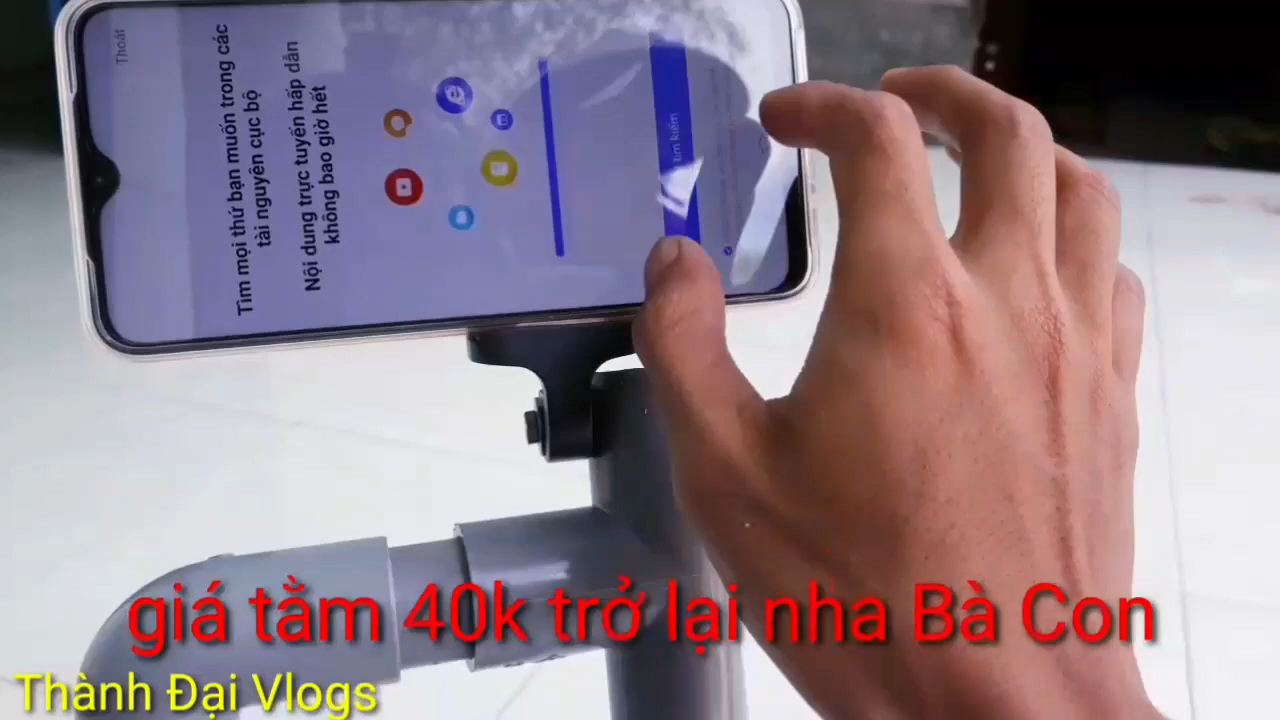 Thoát
Tìm mọi thứ bạn muốn trong các
tài nguyên cục bộ
Nội dung trực tuyến hấp dẫn
không bao giờ hết
Tìm kiếm
giá tằm 40k trở lại nha Bà Con
Thành Đại Vlogs